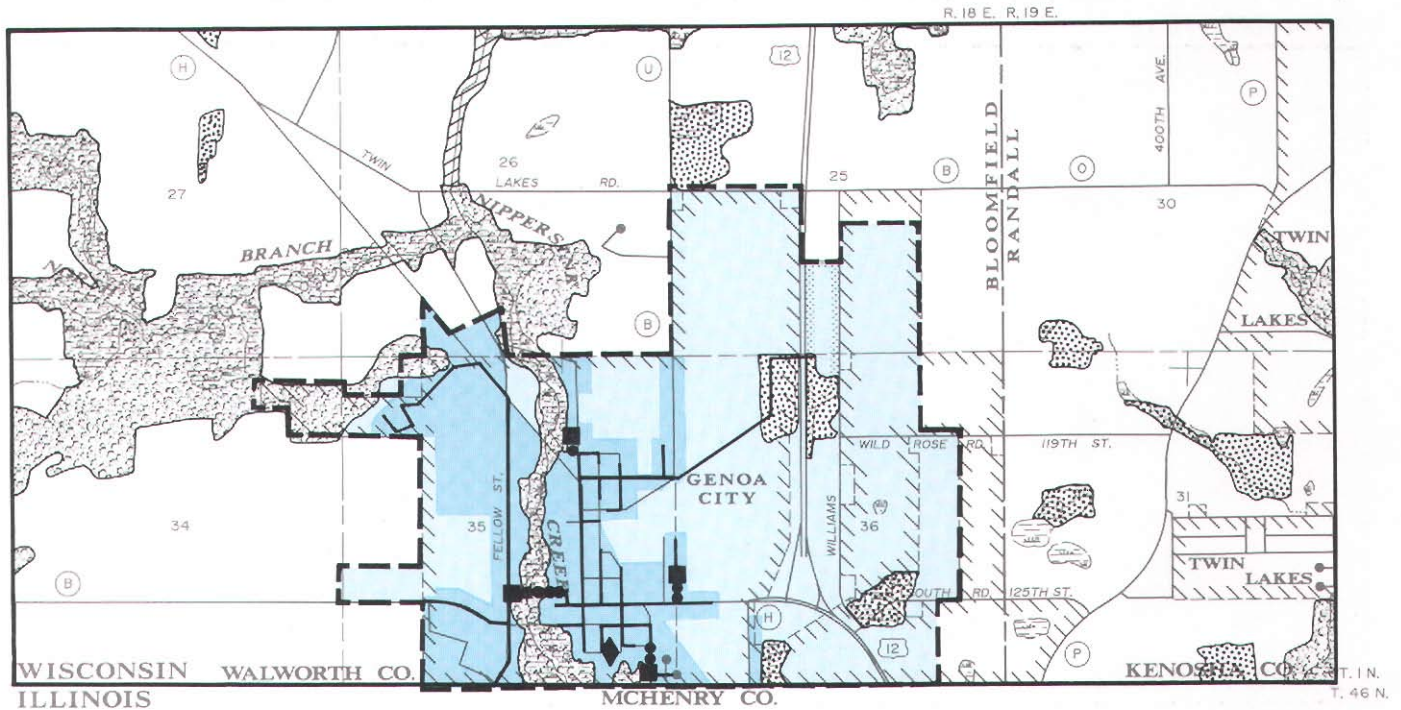 R. 18 E. R. 19 E.
H
U
12
400TH AVE.
P
BLOOMFIELD
RANDALL
TWIN
LAKES RD.
26
25
B
O
27
30
NIPPERSINK
BRANCH
TWIN
LAKES
B
WILD ROSE RD.
119TH ST.
GENOA
CITY
34
35
FELLOW ST.
CREEK
WILLIAMS
36
31
B
TWIN
LAKES
SOUTH RD.
125TH ST.
H
12
P
WISCONSIN
WALWORTH CO.
KENOSHA CO.
T. 1 N.
ILLINOIS
MCHENRY CO.
T. 46 N.